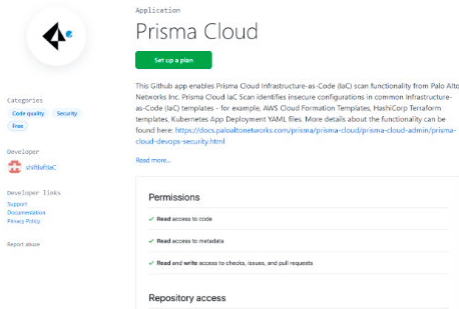 Application
Prisma Cloud
Set up a plan
This Github app enables Prisma Cloud Infrastructure-as-Code (IaC) scan functionality from Palo Alto
Networks Inc. Prisma Cloud IaC Scan identifies insecure configurations in common Infrastructure-
as-Code (IaC) templates - for example, AWS Cloud Formation Templates, HashiCorp Terraform
templates, Kubernetes App Deployment YAML files. More details about the functionality can be
found here: https://docs.paloaltonetworks.com/prisma/prisma-cloud/prisma-cloud-admin/prisma-
cloud-devops-security.html
Read more...
Categories
Code quality Security
Free
Developer
Developer links
Support
Documentation
Privacy Policy
Report abuse
Permissions
Read access to code
Read access to metadata
Read and write access to checks, issues, and pull requests
Repository access